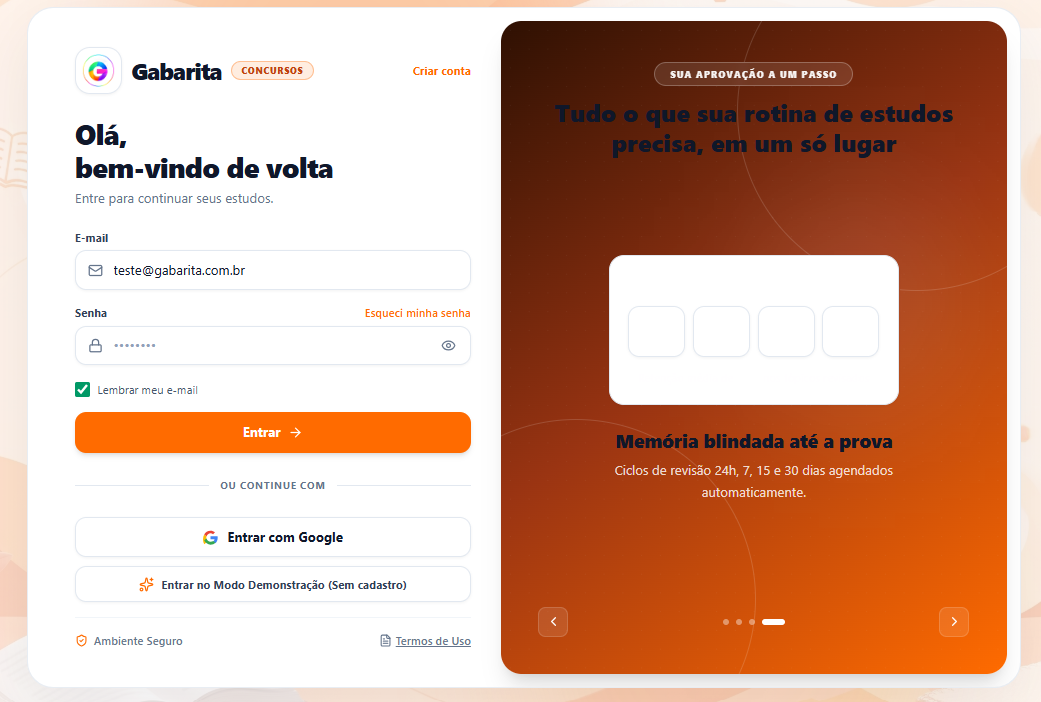 Gabarita
CONCURSOS
Criar conta
Olá,
bem-vindo de volta
Entre para continuar seus estudos.
E-mail
teste@gabarita.com.br
Senha
Esqueci minha senha
Lembrar meu e-mail
Entrar
OU CONTINUE COM
Entrar com Google
Entrar no Modo Demonstração (Sem cadastro)
Ambiente Seguro
Termos de Uso
SUA APROVAÇÃO A UM PASSO
Tudo o que sua rotina de estudos
precisa, em um só lugar
Memória blindada até a prova
Ciclos de revisão 24h, 7, 15 e 30 dias agendados
automaticamente.